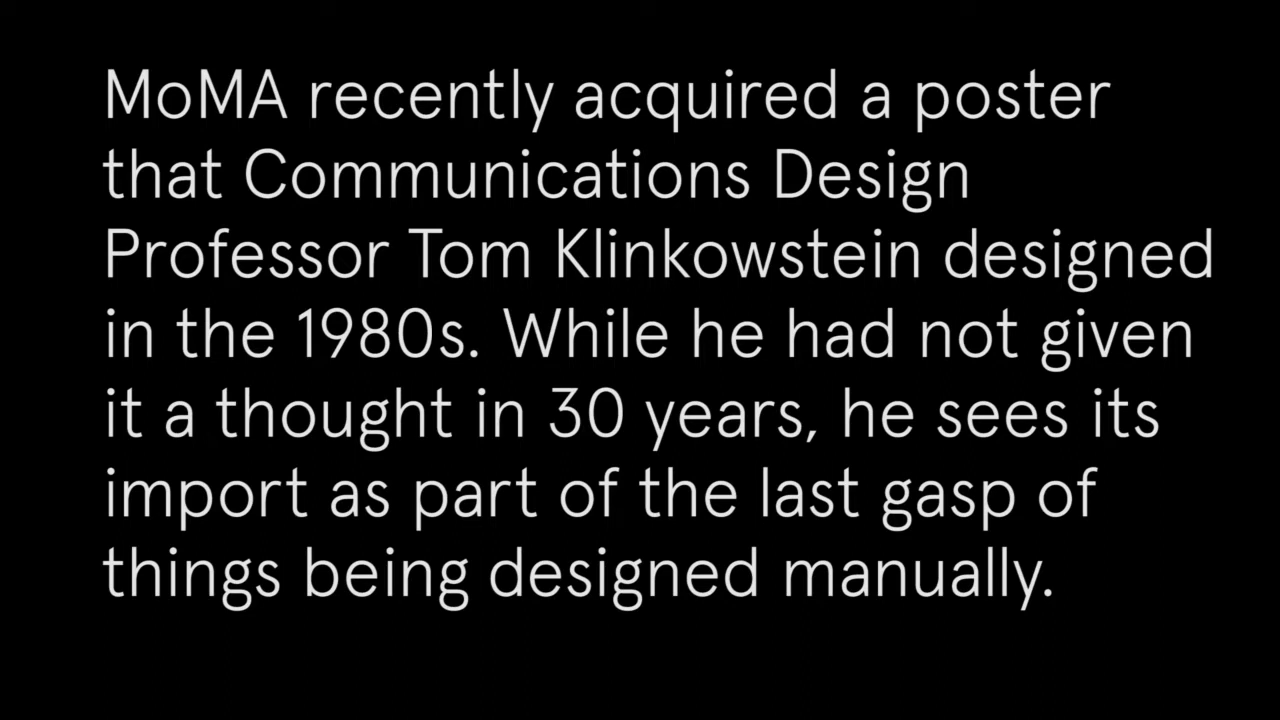 MoMA recently acquired a poster
that Communications Design
Professor Tom Klinkowstein designed
in the 1980s. While he had not given
it a thought in 30 years, he sees its
import as part of the last gasp of
things being designed manually.